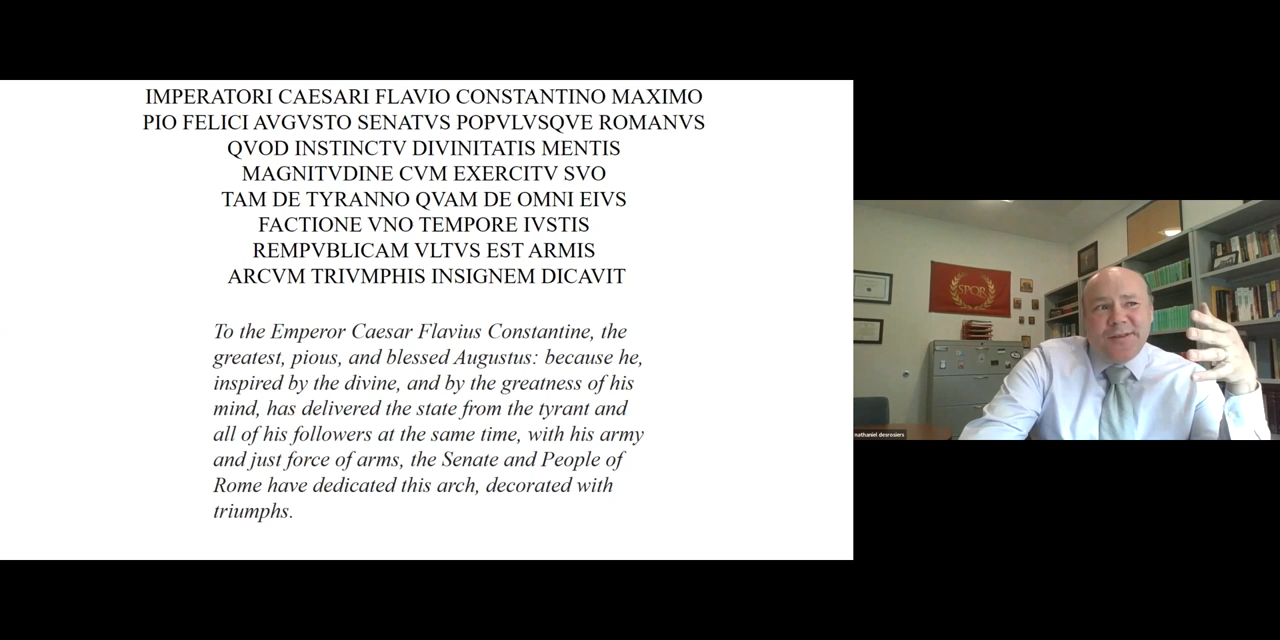 IMPERATORI CAESARI FLAVIO CONSTANTINO MAXIMO
PIO FELICI AVGVSTO SENATVS POPVLVSQVE ROMANVS
QVOD INSTINCTV DIVINITATIS MENTIS
MAGNITVDINE CVM EXERCITV SVO
TAM DE TYRANNO QVAM DE OMNI EIVS
FACTIONE VNO TEMPORE IVSTIS
REMPVBLICAM VLTVS EST ARMIS
ARCVM TRIVMPHIS INSIGNEM DICAVIT
To the Emperor Caesar Flavius Constantine, the
greatest, pious, and blessed Augustus: because he,
inspired by the divine, and by the greatness of his
mind, has delivered the state from the tyrant and
all of his followers at the same time, with his army
and just force of arms, the Senate and People of
Rome have dedicated this arch, decorated with
triumphs.
SPQR
nathaniel desrosiers